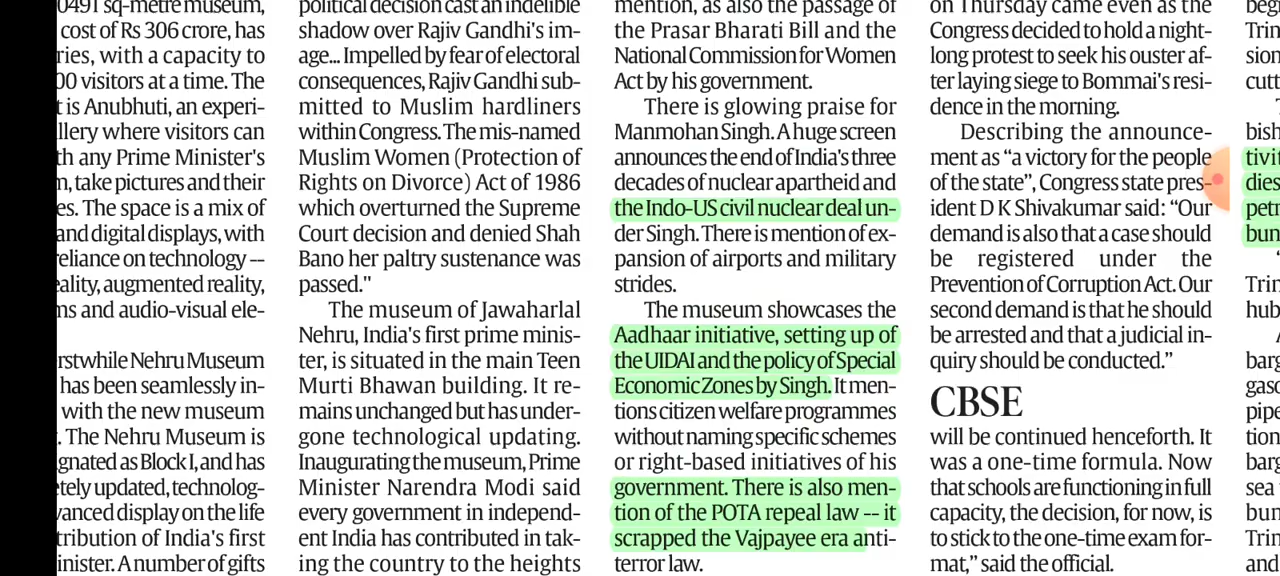 0491 sq-metre museum,
cost of Rs 306 crore, has
ries, with a capacity to
00 visitors at a time. The
t is Anubhuti, an experi-
llery where visitors can
th any Prime Minister's
n, take pictures and their
es. The space is a mix of
and digital displays, with
reliance on technology --
eality, augmented reality,
ms and audio-visual ele-
rstwhile Nehru Museum
has been seamlessly in-
with the new museum
. The Nehru Museum is
gnated as Block I, and has
etely updated, technolog-
vanced display on the life
tribution of India's first
inister. A number of gifts
political decision cast an indelible
shadow over Rajiv Gandhi's im-
age... Impelled by fear of electoral
consequences, Rajiv Gandhi sub-
mitted to Muslim hardliners
within Congress. The mis-named
Muslim Women (Protection of
Rights on Divorce) Act of 1986
which overturned the Supreme
Court decision and denied Shah
Bano her paltry sustenance was
passed."
The museum of Jawaharlal
Nehru, India's first prime minis-
ter, is situated in the main Teen
Murti Bhawan building. It re-
mains unchanged but has under-
gone technological updating.
Inaugurating the museum, Prime
Minister Narendra Modi said
every government in independ-
ent India has contributed in tak-
ing the country to the heights
mention, as also the passage of
the Prasar Bharati Bill and the
National Commission for Women
Act by his government.
There is glowing praise for
Manmohan Singh. A huge screen
announces the end of India's three
decades of nuclear apartheid and
the Indo-US civil nuclear deal un-
der Singh. There is mention of ex-
pansion of airports and military
strides.
The museum showcases the
Aadhaar initiative, setting up of
the UIDAI and the policy of Special
Economic Zones by Singh. It men-
tions citizen welfare programmes
without naming specific schemes
or right-based initiatives of his
government. There is also men-
tion of the POTA repeal law -- it
scrapped the Vajpayee era anti-
terror law.
on Thursday came even as the
Congress decided to hold a night-
long protest to seek his ouster af-
ter laying siege to Bommai's resi-
dence in the morning.
Describing the announce-
ment as “a victory for the people
of the state”, Congress state pres-
ident D K Shivakumar said: “Our
demand is also that a case should
be registered under the
Prevention of Corruption Act. Our
second demand is that he should
be arrested and that a judicial in-
quiry should be conducted.”
CBSE
will be continued henceforth. It
was a one-time formula. Now
that schools are functioning in full
capacity, the decision, for now, is
to stick to the one-time exam for-
mat,” said the official.
begi
Trin
sion
cutt
bish
tivit
dies
petr
bun
Trin
hub
barg
gaso
pipe
tion
barg
sea
bun
Trin
and